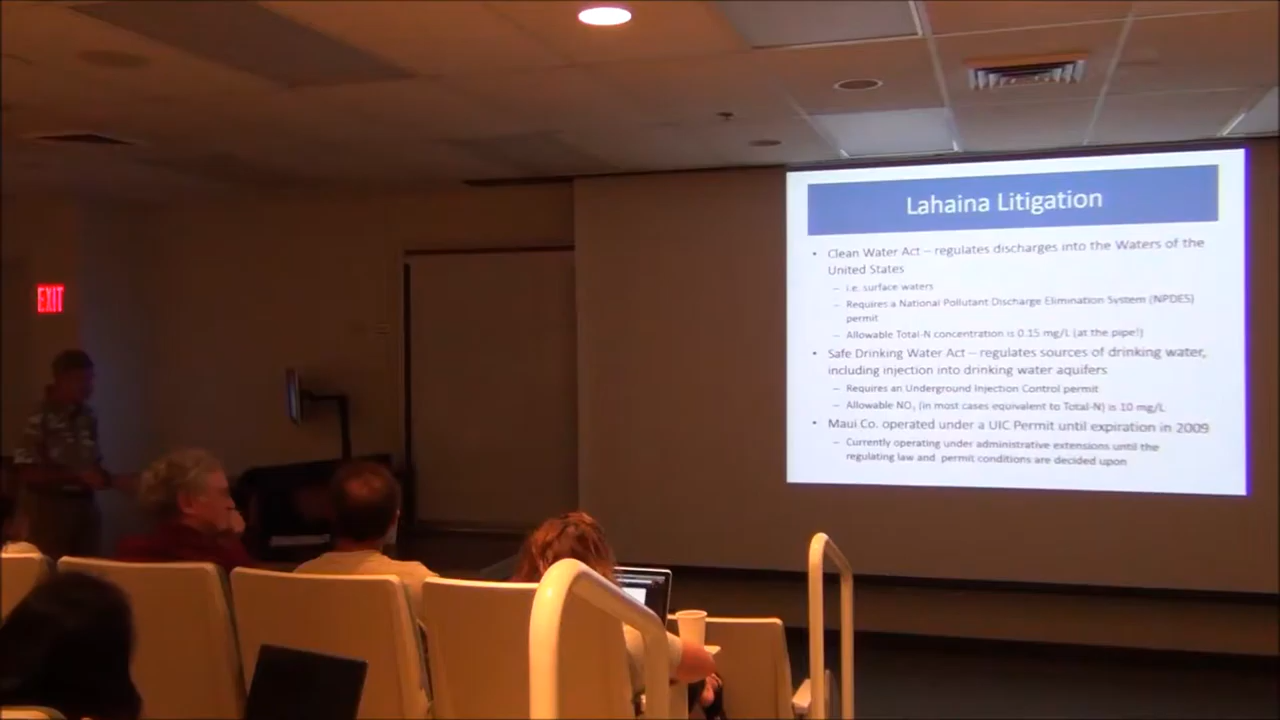 EXIT
Lahaina Litigation
• Clean Water Act – regulates discharges into the Waters of the
United States
– i.e. surface waters
– Requires a National Pollutant Discharge Elimination System (NPDES)
permit
– Allowable Total-N concentration is 0.15 mg/L (at the pipe!)
• Safe Drinking Water Act – regulates sources of drinking water,
including injection into drinking water aquifers
– Requires an Underground Injection Control permit
– Allowable NO₃ (in most cases equivalent to Total-N) is 10 mg/L
• Maui Co. operated under a UIC Permit until expiration in 2009
– Currently operating under administrative extensions until the
regulating law and permit conditions are decided upon